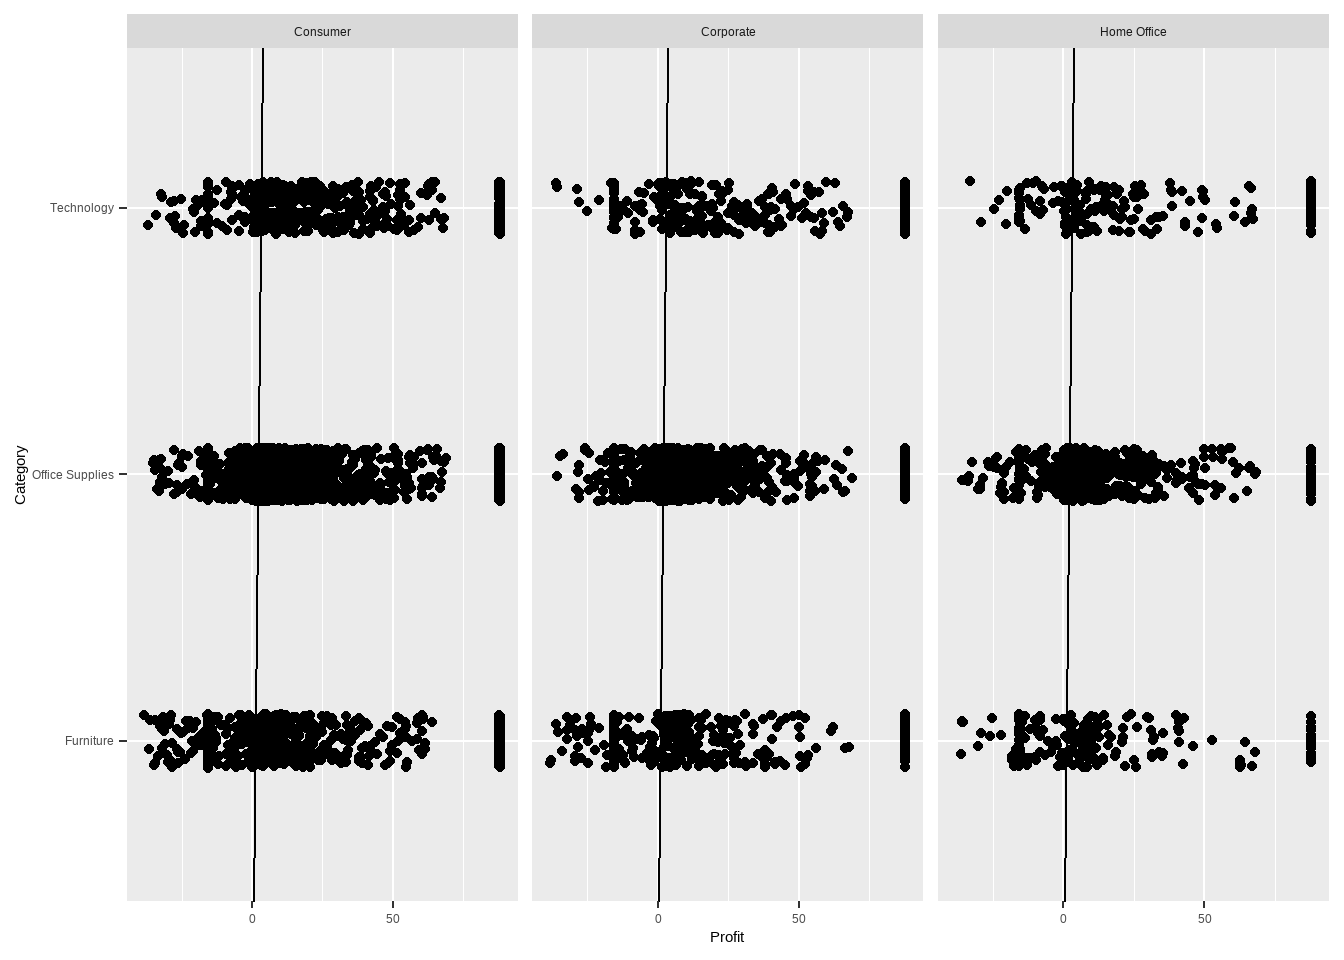 Consumer
Corporate
Home Office
Technology
Office Supplies
Furniture
Category
0
50
0
50
0
50
Profit